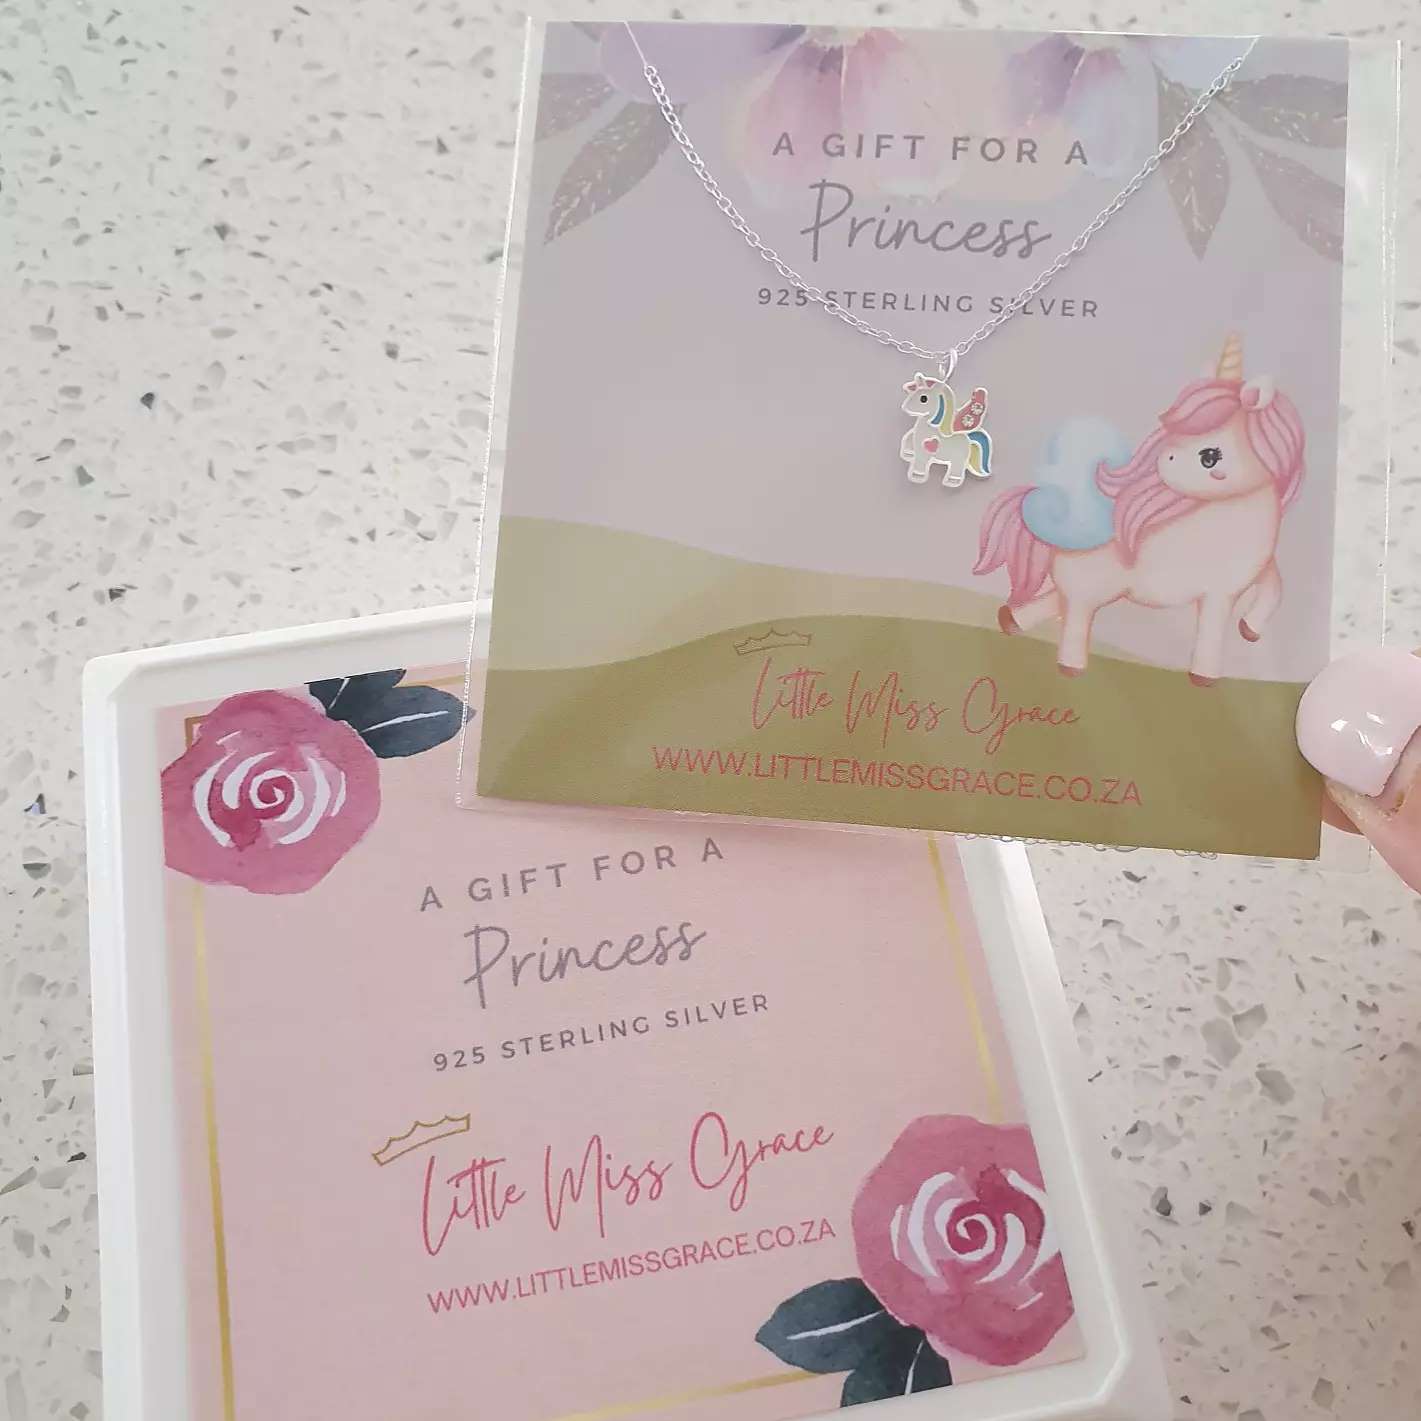 A GIFT FOR A
Princess
925 STERLING SILVER
Little Miss Grace
WWW.LITTLEMISSGRACE.CO.ZA
A GIFT FOR A
Princess
925 STERLING SILVER
Little Miss Grace
WWW.LITTLEMISSGRACE.CO.ZA